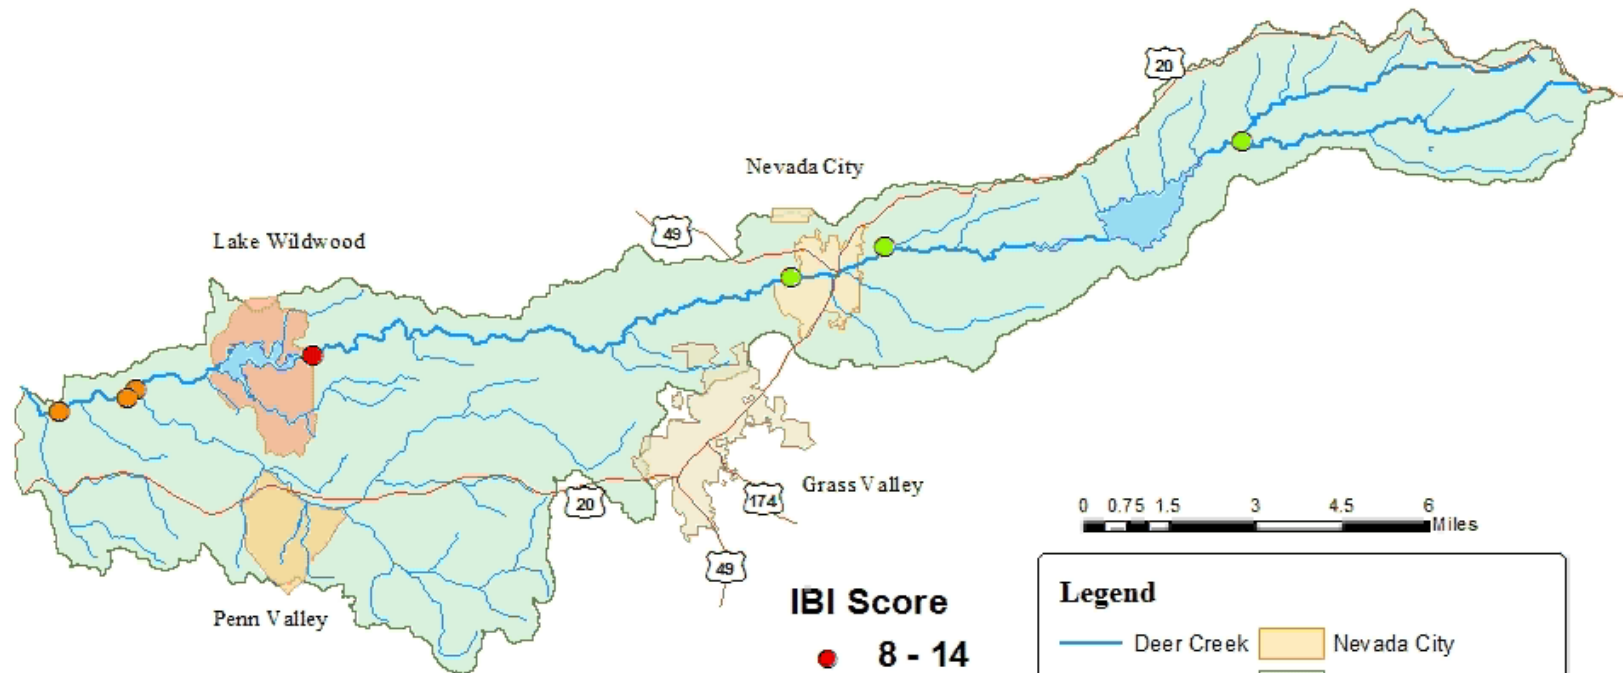 20
Nevada City
49
Lake Wildwood
Grass Valley
174
20
49
Penn Valley
0 0.75 1.5 3 4.5 6
Miles
IBI Score
8 - 14
Legend
Deer Creek
Nevada City